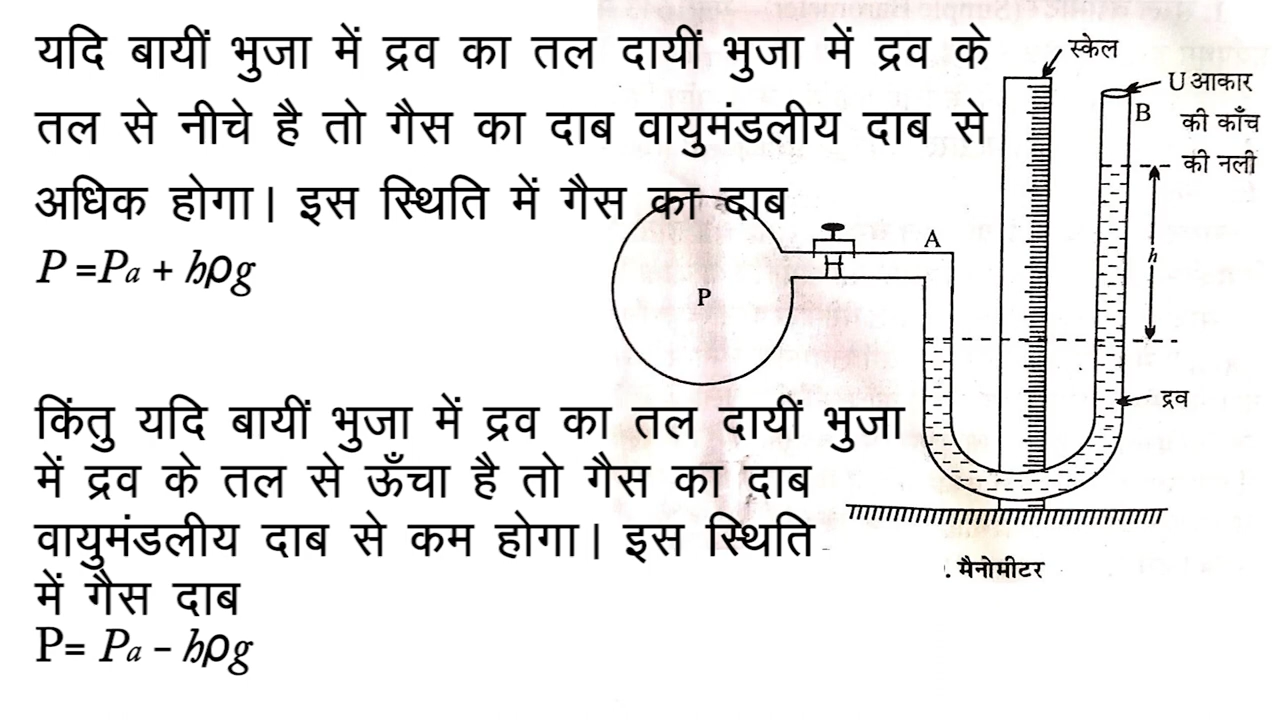 यदि बायीं भुजा में द्रव का तल दायीं भुजा में द्रव के
तल से नीचे है तो गैस का दाब वायुमंडलीय दाब से
अधिक होगा। इस स्थिति में गैस का दाब
P =Pa + hρg
किंतु यदि बायीं भुजा में द्रव का तल दायीं भुजा
में द्रव के तल से ऊँचा है तो गैस का दाब
वायुमंडलीय दाब से कम होगा। इस स्थिति
में गैस दाब
P= Pa – hρg
स्केल
U आकार
की काँच
की नली
B
A
h
P
द्रव
. मैनोमीटर